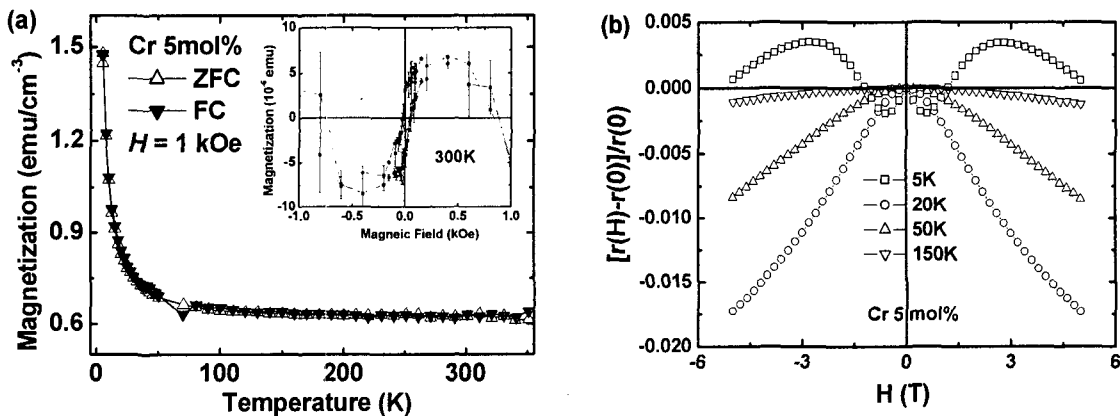 (a)
Magnetization (emu/cm⁻³)
1.5
1.2
0.9
0.6
0
100
200
300
Temperature (K)
Cr 5mol%
ZFC
FC
H = 1 kOe
Magnetization (10⁻⁶ emu)
10
5
0
-5
-10
-1.0
-0.5
0.0
0.5
1.0
Magneic Field (kOe)
300K
(b)
[r(H)-r(0)]/r(0)
0.005
0.000
-0.005
-0.010
-0.015
-0.020
-6
-3
0
3
6
H (T)
5K
20K
50K
150K
Cr 5mol%